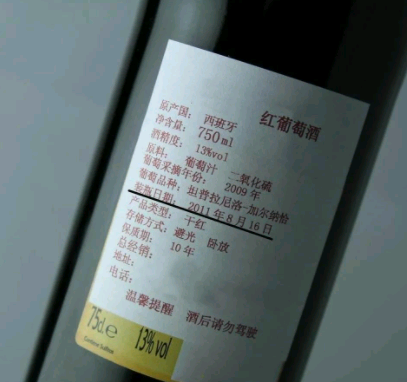 红葡萄酒
原产国： 西班牙
净含量： 750ml
酒精度： 13%vol
原料： 葡萄汁 二氧化硫
葡萄采摘年份： 2009年
葡萄品种：坦普拉尼洛-加尔纳恰
日期： 2011年8月16日
产品类型： 干红
存储方式：避光 卧放
保质期： 10年
总经销：
地址：
电话：
温馨提醒 酒后请勿驾驶
75cl.e
13%vol